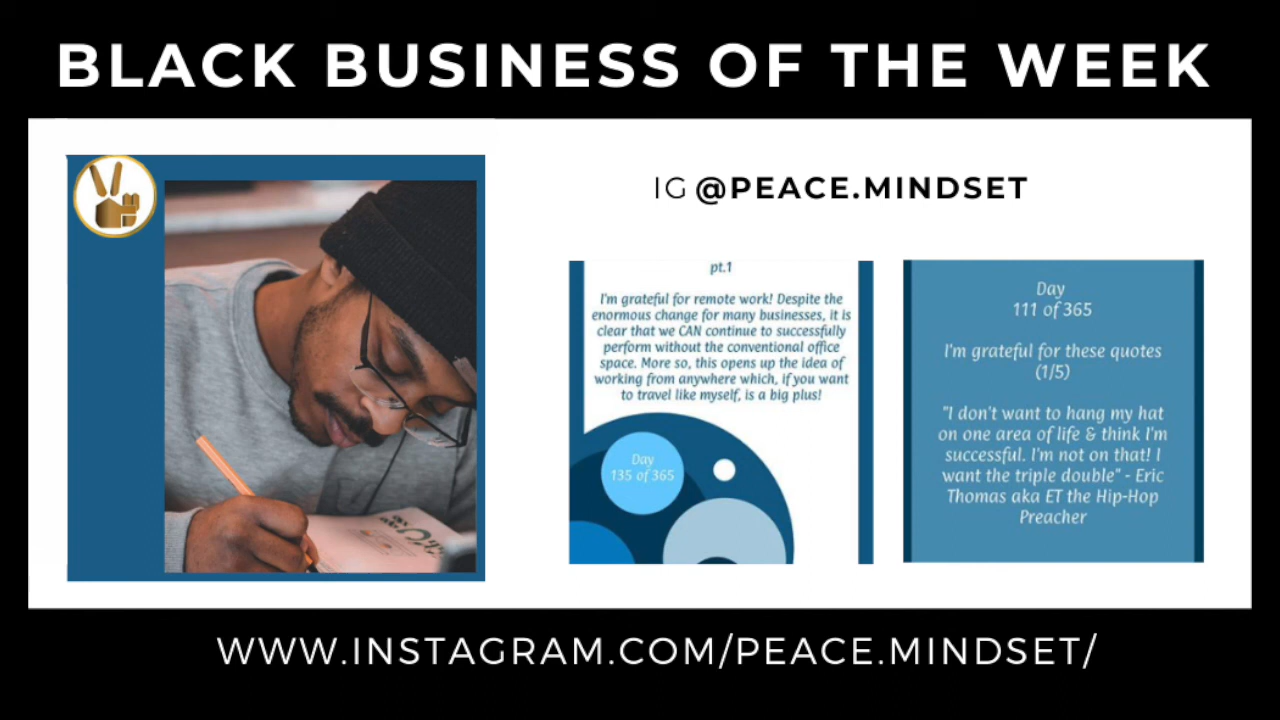 BLACK BUSINESS OF THE WEEK
IG @PEACE.MINDSET
pt.1
I'm grateful for remote work! Despite the
enormous change for many businesses, it is
clear that we CAN continue to successfully
perform without the conventional office
space. More so, this opens up the idea of
working from anywhere which, if you want
to travel like myself, is a big plus!
Day
135 of 365
Day
111 of 365
I'm grateful for these quotes
(1/5)
"I don't want to hang my hat
on one area of life & think I'm
successful. I'm not on that! I
want the triple double" - Eric
Thomas aka ET the Hip-Hop
Preacher
WWW.INSTAGRAM.COM/PEACE.MINDSET/